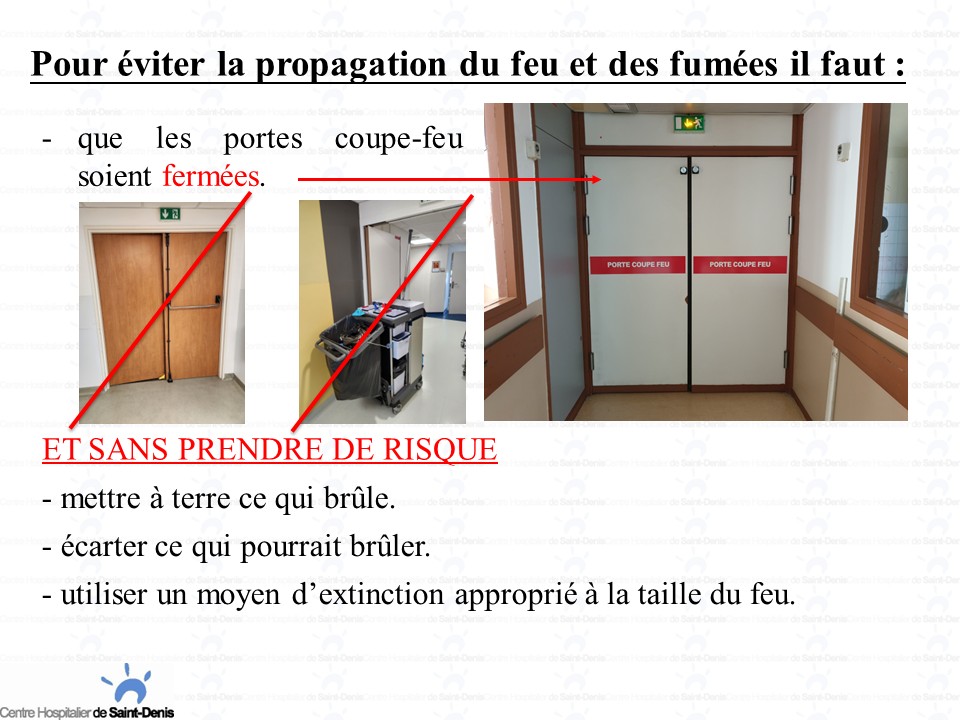 Pour éviter la propagation du feu et des fumées il faut :
- que les portes coupe-feu
soient fermées.
PORTE COUPE FEU
PORTE COUPE FEU
ET SANS PRENDRE DE RISQUE
- mettre à terre ce qui brûle.
- écarter ce qui pourrait brûler.
- utiliser un moyen d’extinction approprié à la taille du feu.
Centre Hospitalier de Saint-Denis